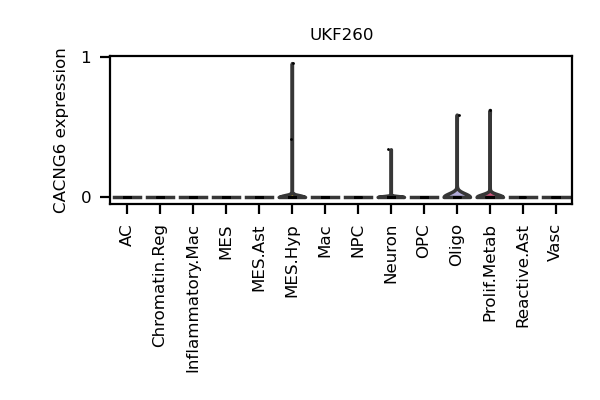 UKF260
CACNG6 expression
1
0
AC
Chromatin.Reg
Inflammatory.Mac
MES
MES.Ast
MES.Hyp
Mac
NPC
Neuron
OPC
Oligo
Prolif.Metab
Reactive.Ast
Vasc